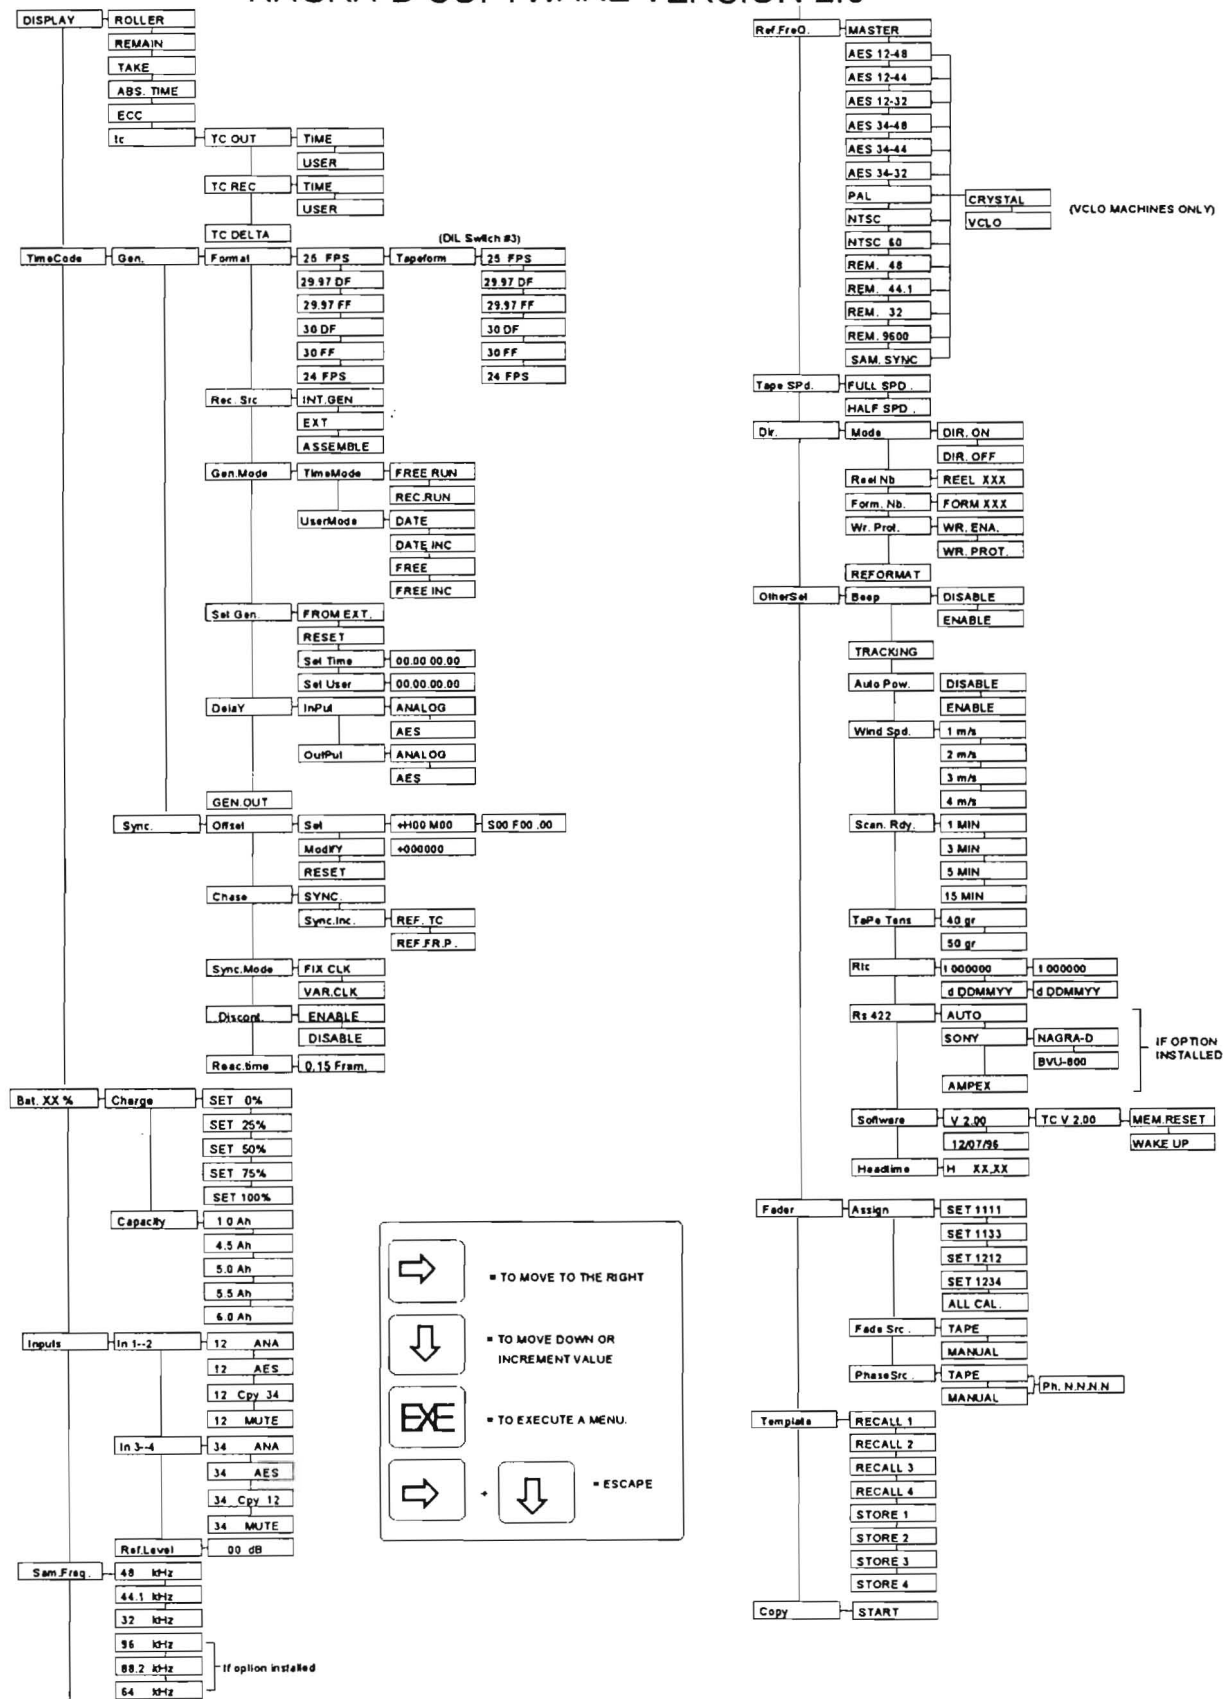 DISPLAY ROLLER
REMAIN
TAKE
ABS. TIME
ECC
tc TC OUT TIME
USER
TC REC TIME
USER
TC DELTA
(DIL Switch #3)
TimeCode Gen. Format 25 FPS Tapeform 25 FPS
29.97 DF 29.97 DF
29.97 FF 29.97 FF
30 DF 30 DF
30 FF 30 FF
24 FPS 24 FPS
Rec. Src INT.GEN
EXT
ASSEMBLE
Gen.Mode TimeMode FREE RUN
REC.RUN
UserMode DATE
DATE INC
FREE
FREE INC
Set Gen. FROM EXT.
RESET
Set Time 00.00 00.00
Set User 00.00.00.00
DelaY InPut ANALOG
AES
OutPut ANALOG
AES
GEN.OUT
Sync. Offset Set +H00 M00 S00 F00 .00
ModifY +000000
RESET
Chase SYNC.
Sync.Inc. REF. TC
REF.FR.P.
Sync.Mode FIX CLK
VAR.CLK
Discont. ENABLE
DISABLE
Reac.time 0.15 Fram.
Bat. XX % Charge SET 0%
SET 25%
SET 50%
SET 75%
SET 100%
Capacity 1 0 Ah
4.5 Ah
5.0 Ah
5.5 Ah
6.0 Ah
Inputs In 1--2 12 ANA
12 AES
12 Cpy 34
12 MUTE
In 3--4 34 ANA
34 AES
34 Cpy 12
34 MUTE
Ref.Level 00 dB
Sam.Freq. 48 kHz
44.1 kHz
32 kHz
96 kHz
88.2 kHz If option installed
64 kHz
= TO MOVE TO THE RIGHT
= TO MOVE DOWN OR
INCREMENT VALUE
EXE = TO EXECUTE A MENU.
+ = ESCAPE
Ref.FreQ. MASTER
AES 12-48
AES 12-44
AES 12-32
AES 34-48
AES 34-44
AES 34-32
PAL CRYSTAL (VCLO MACHINES ONLY)
NTSC VCLO
NTSC 60
REM. 48
REM. 44.1
REM. 32
REM. 9600
SAM. SYNC
Tape SPd. FULL SPD .
HALF SPD .
Dir. Mode DIR. ON
DIR. OFF
Reel Nb REEL XXX
Form. Nb. FORM XXX
Wr. Prot. WR. ENA.
WR. PROT.
REFORMAT
OtherSet Beep DISABLE
ENABLE
TRACKING
Auto Pow. DISABLE
ENABLE
Wind Spd. 1 m/s
2 m/s
3 m/s
4 m/s
Scan. Rdy. 1 MIN
3 MIN
5 MIN
15 MIN
TaPe Tens 40 gr
50 gr
Rtc t 000000 t 000000
d DDMMYY d DDMMYY
Rs 422 AUTO
SONY NAGRA-D IF OPTION
BVU-800 INSTALLED
AMPEX
Software V 2.00 TC V 2.00 MEM.RESET
12/07/96 WAKE UP
Headtime H XX,XX
Fader Assign SET 1111
SET 1133
SET 1212
SET 1234
ALL CAL.
Fade Src . TAPE
MANUAL
PhaseSrc . TAPE
MANUAL Ph. N.N.N.N
Template RECALL 1
RECALL 2
RECALL 3
RECALL 4
STORE 1
STORE 2
STORE 3
STORE 4
Copy START